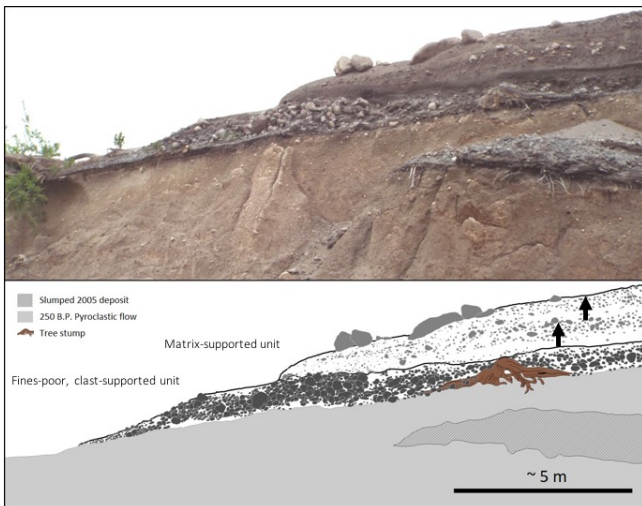 Slumped 2005 deposit
250 B.P. Pyroclastic flow
Tree stump
Matrix-supported unit
Fines-poor, clast-supported unit
~ 5 m